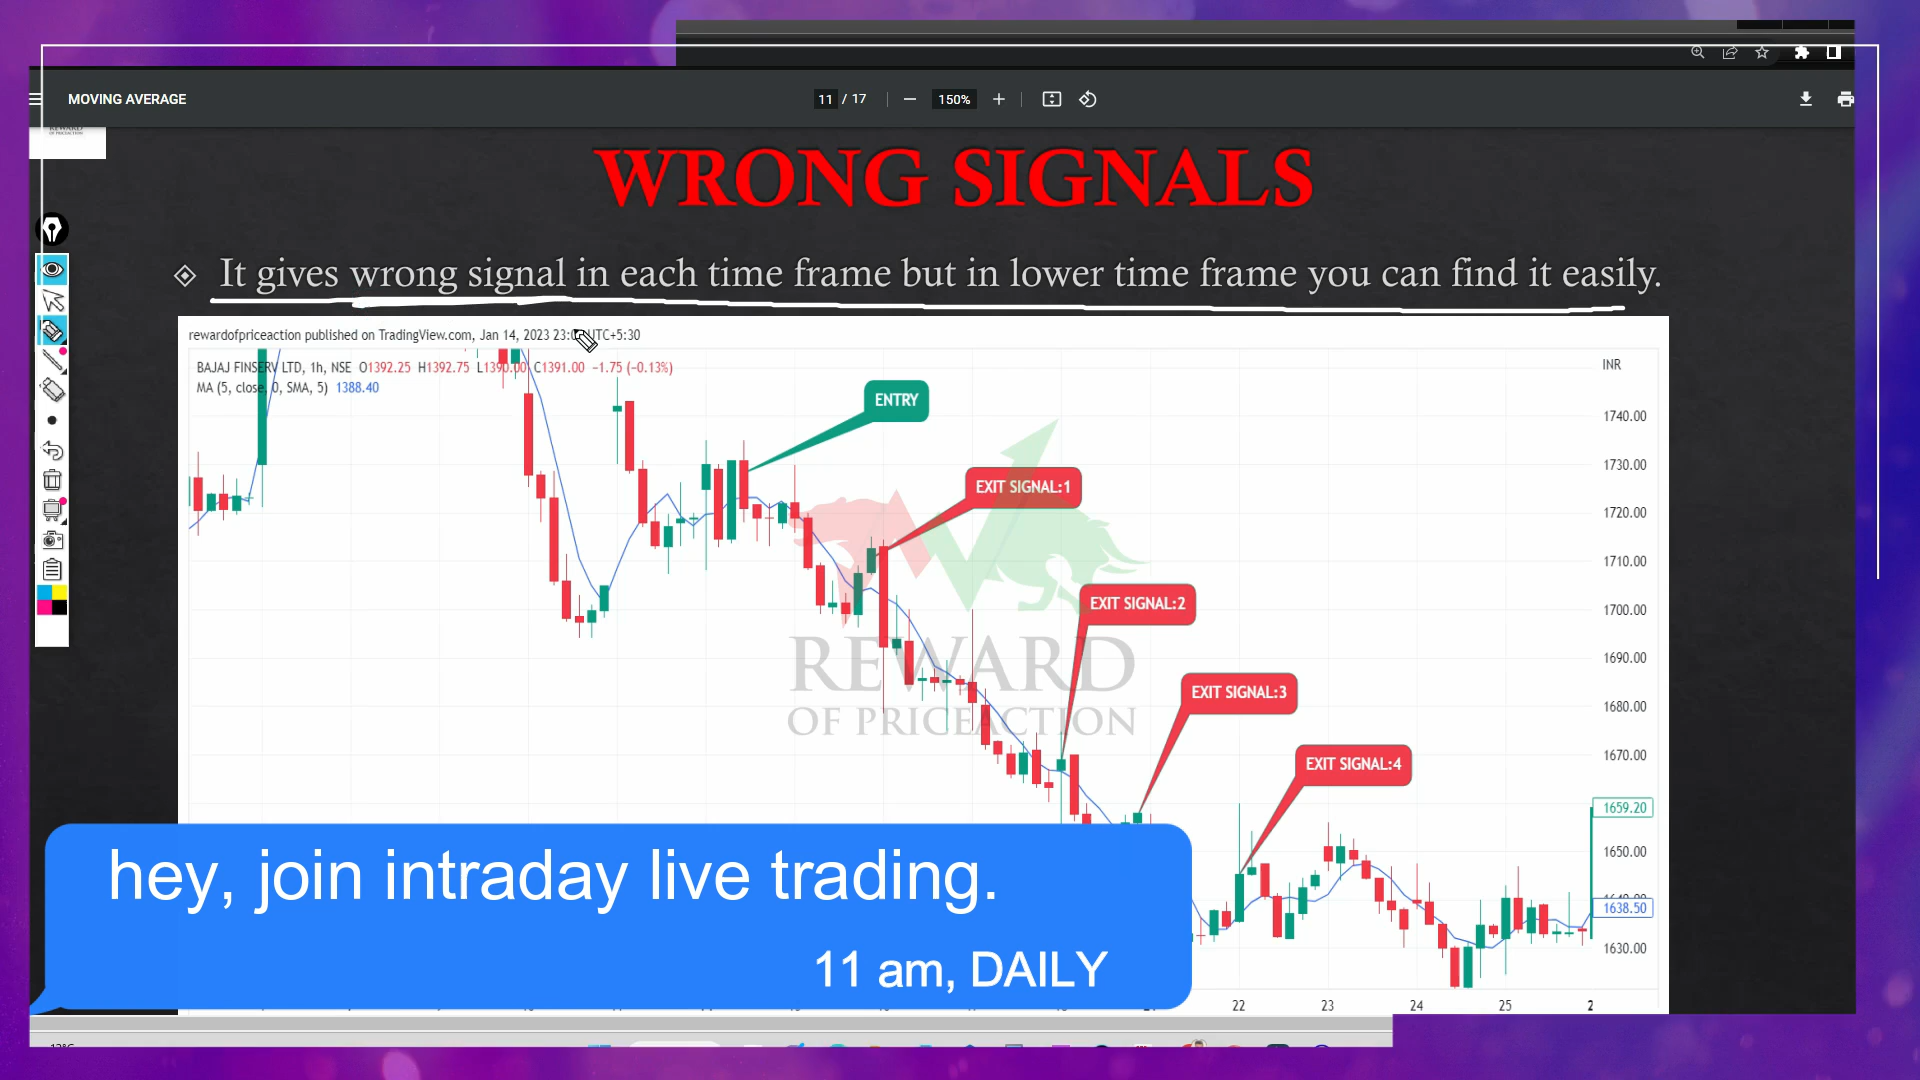 MOVING AVERAGE
11 / 17
150%
REWARD
OF PRICEACTION
WRONG SIGNALS
It gives wrong signal in each time frame but in lower time frame you can find it easily.
rewardofpriceaction published on TradingView.com, Jan 14, 2023 23:0 UTC+5:30
BAJAJ FINSERV LTD, 1h, NSE O1392.25 H1392.75 L1390.00 C1391.00 −1.75 (−0.13%)
MA (5, close, 0, SMA, 5) 1388.40
INR
ENTRY
1740.00
1730.00
EXIT SIGNAL:1
1720.00
1710.00
EXIT SIGNAL:2
1700.00
REWARD
1690.00
EXIT SIGNAL:3
1680.00
OF PRICEACTION
1670.00
EXIT SIGNAL:4
1659.20
1650.00
1638.50
1630.00
hey, join intraday live trading.
11 am, DAILY
22 23 24 25 2